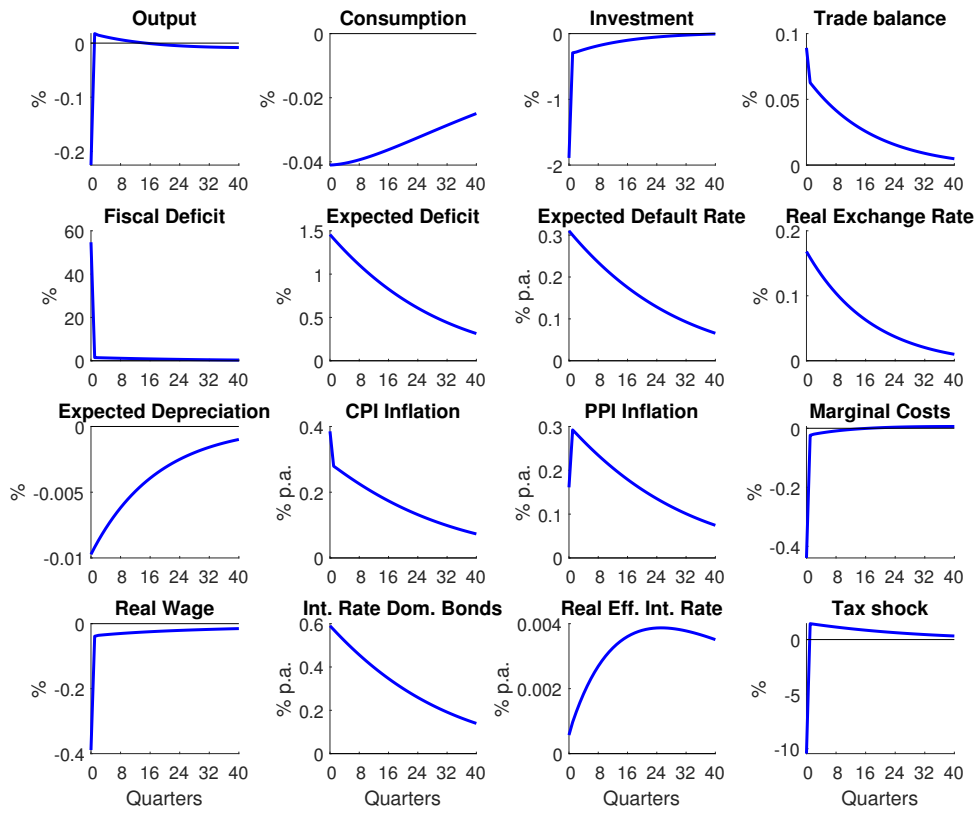 Output
Consumption
Investment
Trade balance
%
0
-0.1
-0.2
0 8 16 24 32 40
%
0
-0.02
-0.04
0 8 16 24 32 40
%
0
-1
-2
0 8 16 24 32 40
%
0.1
0.05
0
0 8 16 24 32 40
Fiscal Deficit
Expected Deficit
Expected Default Rate
Real Exchange Rate
%
60
40
20
0
0 8 16 24 32 40
%
1.5
1
0.5
0
0 8 16 24 32 40
% p.a.
0.3
0.2
0.1
0
0 8 16 24 32 40
%
0.2
0.1
0
0 8 16 24 32 40
Expected Depreciation
CPI Inflation
PPI Inflation
Marginal Costs
%
0
-0.005
-0.01
0 8 16 24 32 40
% p.a.
0.4
0.2
0
0 8 16 24 32 40
% p.a.
0.3
0.2
0.1
0
0 8 16 24 32 40
%
0
-0.2
-0.4
0 8 16 24 32 40
Real Wage
Int. Rate Dom. Bonds
Real Eff. Int. Rate
Tax shock
%
0
-0.2
-0.4
0 8 16 24 32 40
Quarters
% p.a.
0.6
0.4
0.2
0
0 8 16 24 32 40
Quarters
% p.a.
0.004
0.002
0
0 8 16 24 32 40
Quarters
%
0
-5
-10
0 8 16 24 32 40
Quarters